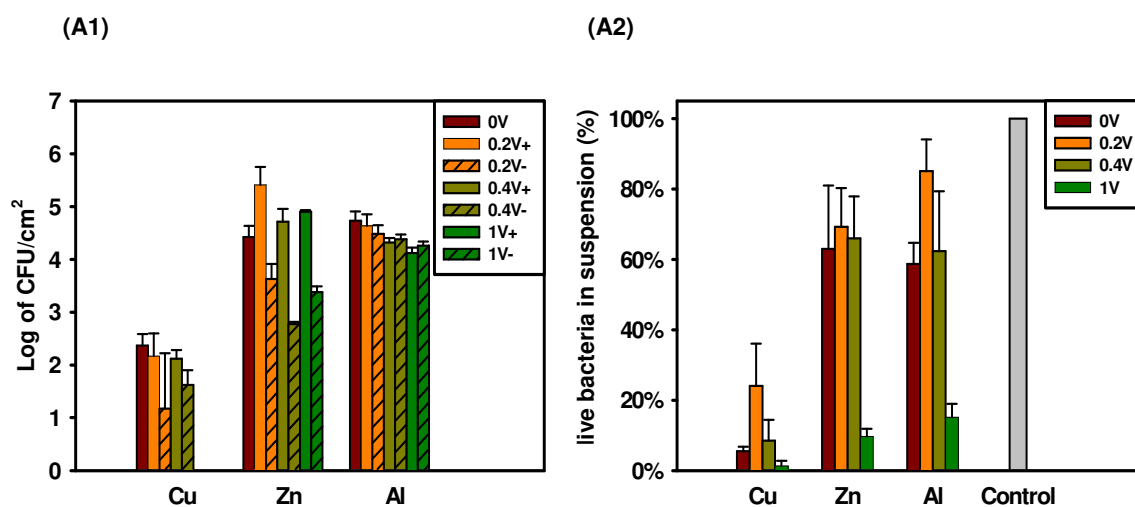 (A1)
Log of CFU/cm²
7
6
5
4
3
2
1
0
Cu
Zn
Al
0V
0.2V+
0.2V-
0.4V+
0.4V-
1V+
1V-
(A2)
live bacteria in suspension (%)
100%
80%
60%
40%
20%
0%
Cu
Zn
Al
Control
0V
0.2V
0.4V
1V